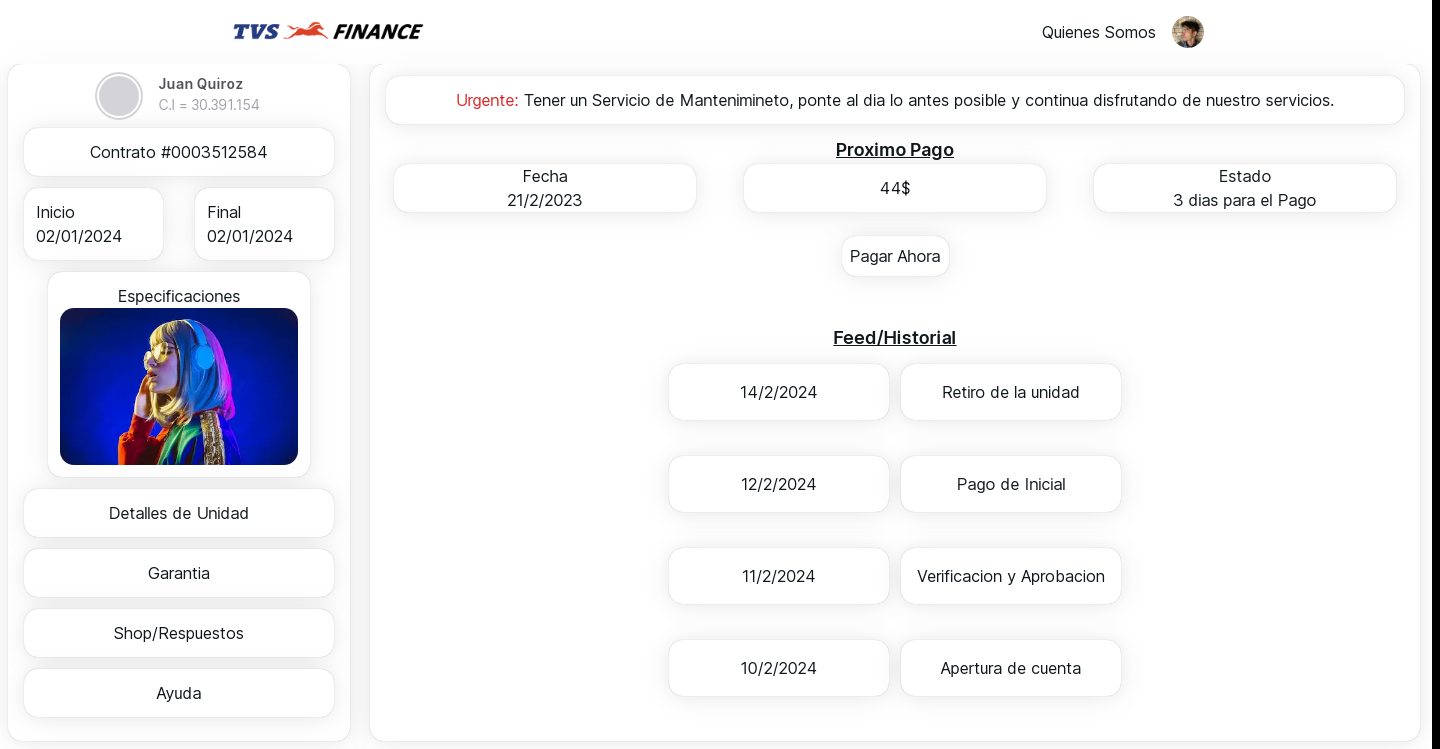 TVS FINANCE
Quienes Somos
Juan Quiroz
C.I = 30.391.154
Contrato #0003512584
Inicio
02/01/2024
Final
02/01/2024
Especificaciones
Detalles de Unidad
Garantia
Shop/Respuestos
Ayuda
Urgente: Tener un Servicio de Mantenimineto, ponte al dia lo antes posible y continua disfrutando de nuestro servicios.
Proximo Pago
Fecha
21/2/2023
44$
Estado
3 dias para el Pago
Pagar Ahora
Feed/Historial
14/2/2024
Retiro de la unidad
12/2/2024
Pago de Inicial
11/2/2024
Verificacion y Aprobacion
10/2/2024
Apertura de cuenta